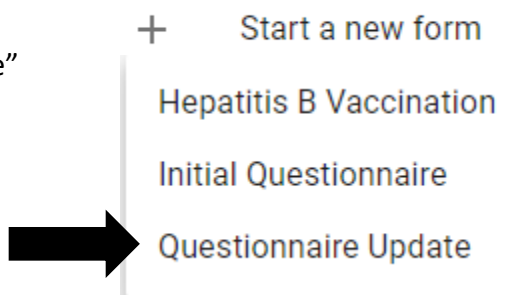 + Start a new form
e”
Hepatitis B Vaccination
Initial Questionnaire
Questionnaire Update